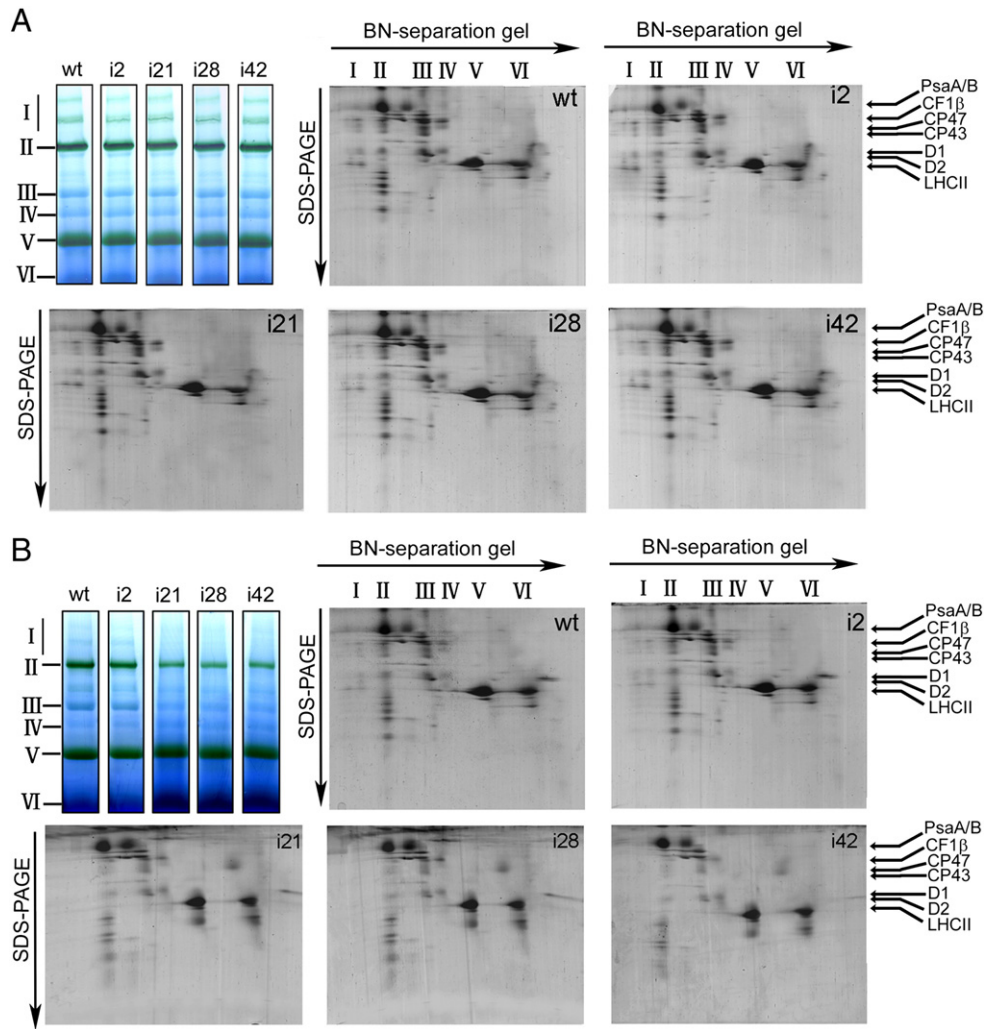 A
BN-separation gel
BN-separation gel
wt i2 i21 i28 i42
I II III IV V VI
I II III IV V VI
I
II
III
IV
V
VI
SDS-PAGE
wt
i2
PsaA/B
CF1β
CP47
CP43
D1
D2
LHCII
SDS-PAGE
i21
i28
i42
PsaA/B
CF1β
CP47
CP43
D1
D2
LHCII
B
BN-separation gel
BN-separation gel
wt i2 i21 i28 i42
I II III IV V VI
I II III IV V VI
I
II
III
IV
V
VI
SDS-PAGE
wt
i2
PsaA/B
CF1β
CP47
CP43
D1
D2
LHCII
SDS-PAGE
i21
i28
i42
PsaA/B
CF1β
CP47
CP43
D1
D2
LHCII